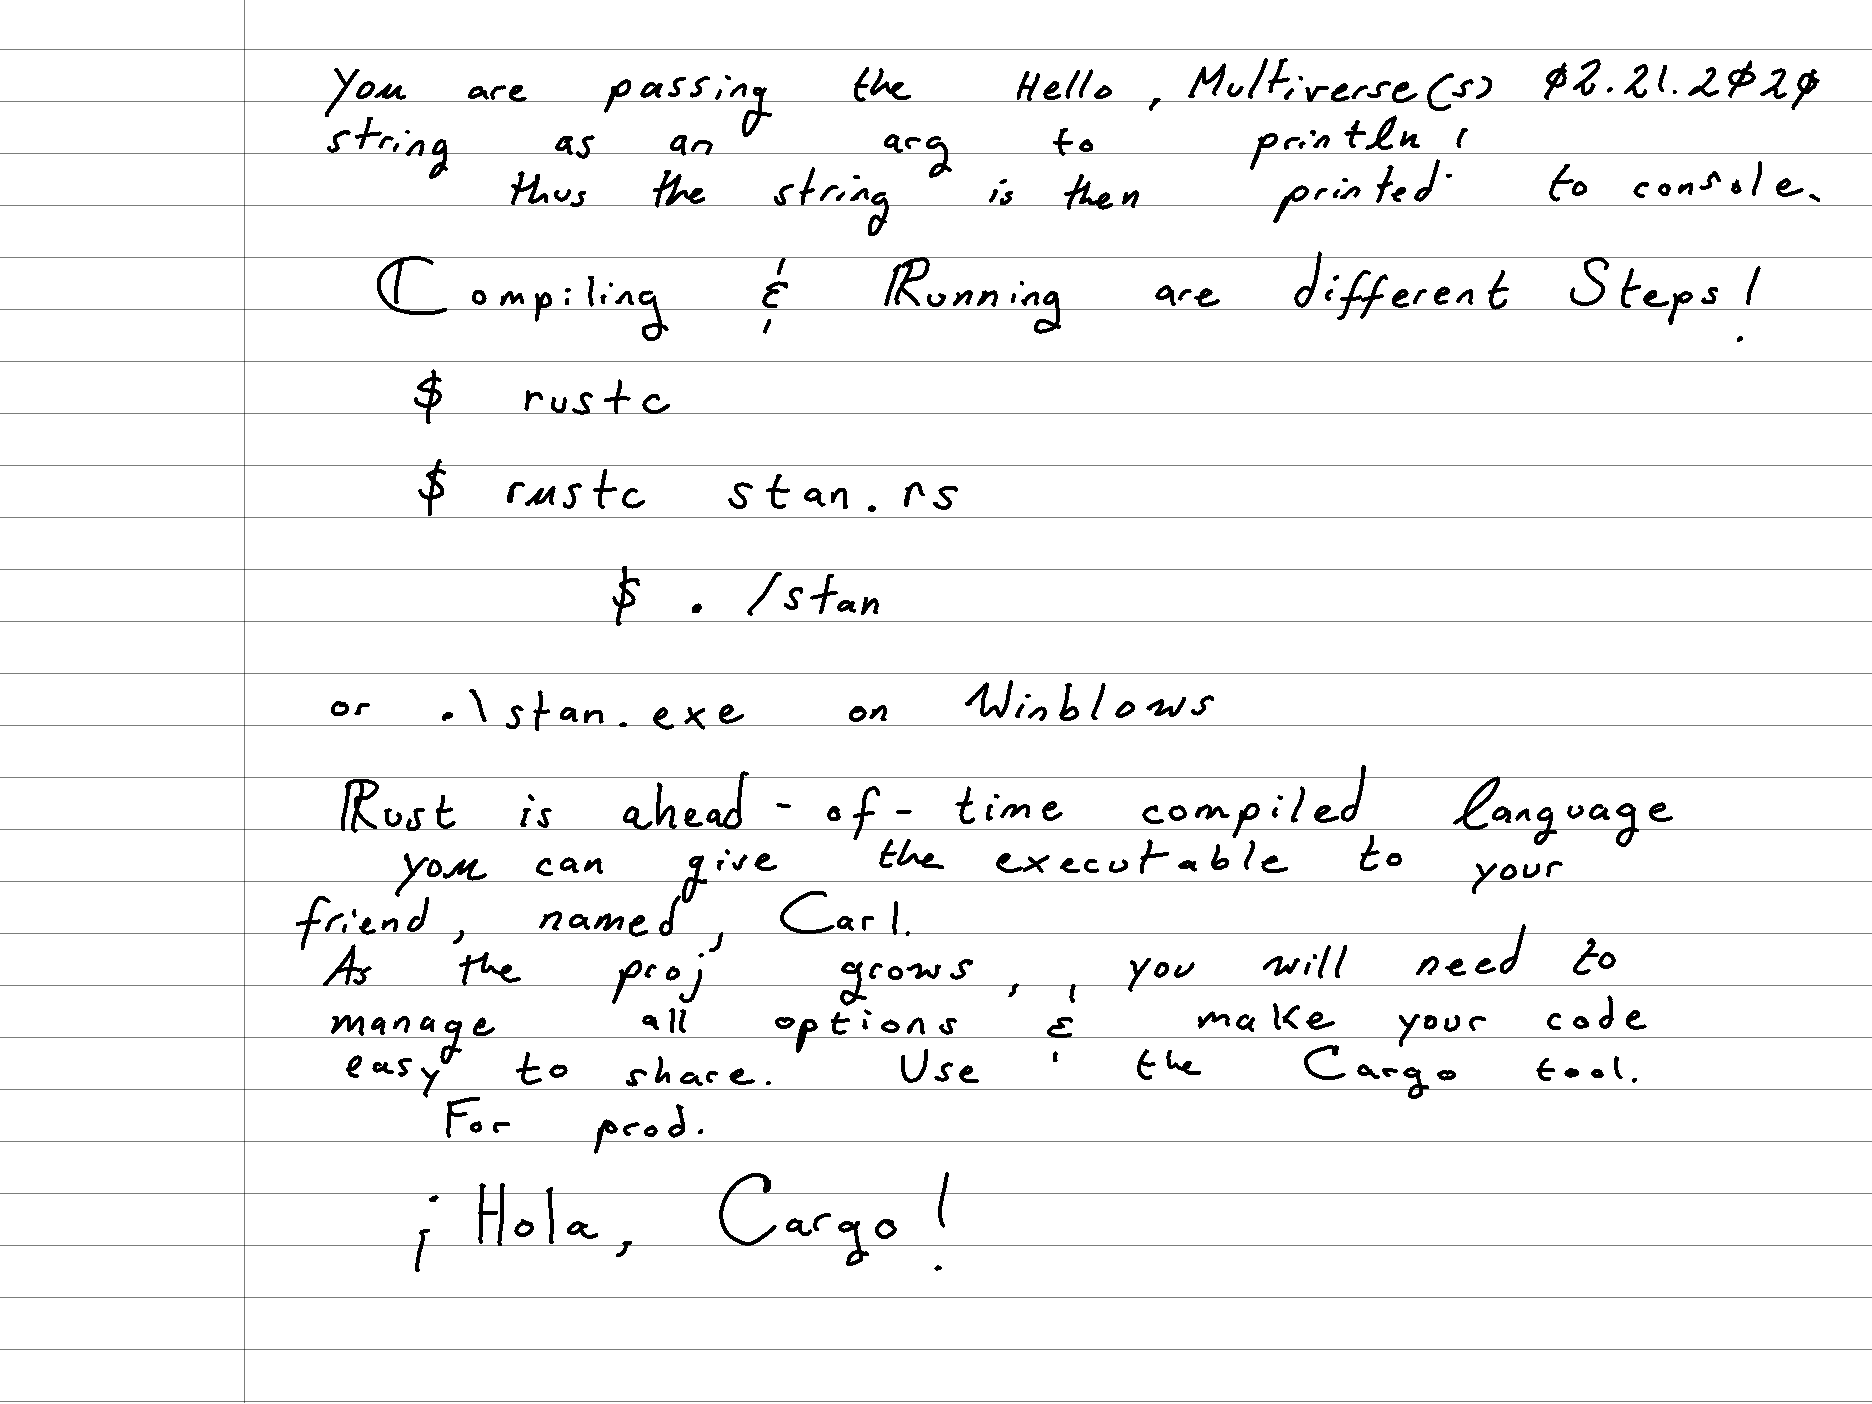 You are passing the Hello, Multiverse(s) 02.21.2020
string as an arg to println!
thus the string is then printed to console.
Compiling & Running are different Steps!
$ rustc
$ rustc stan.rs
$ ./stan
or .\stan.exe on Winblows
Rust is ahead-of-time compiled language
you can give the executable to your
friend, named, Carl.
As the proj grows, you will need to
manage all options & make your code
easy to share. Use the Cargo tool.
For prod.
¡Hola, Cargo!